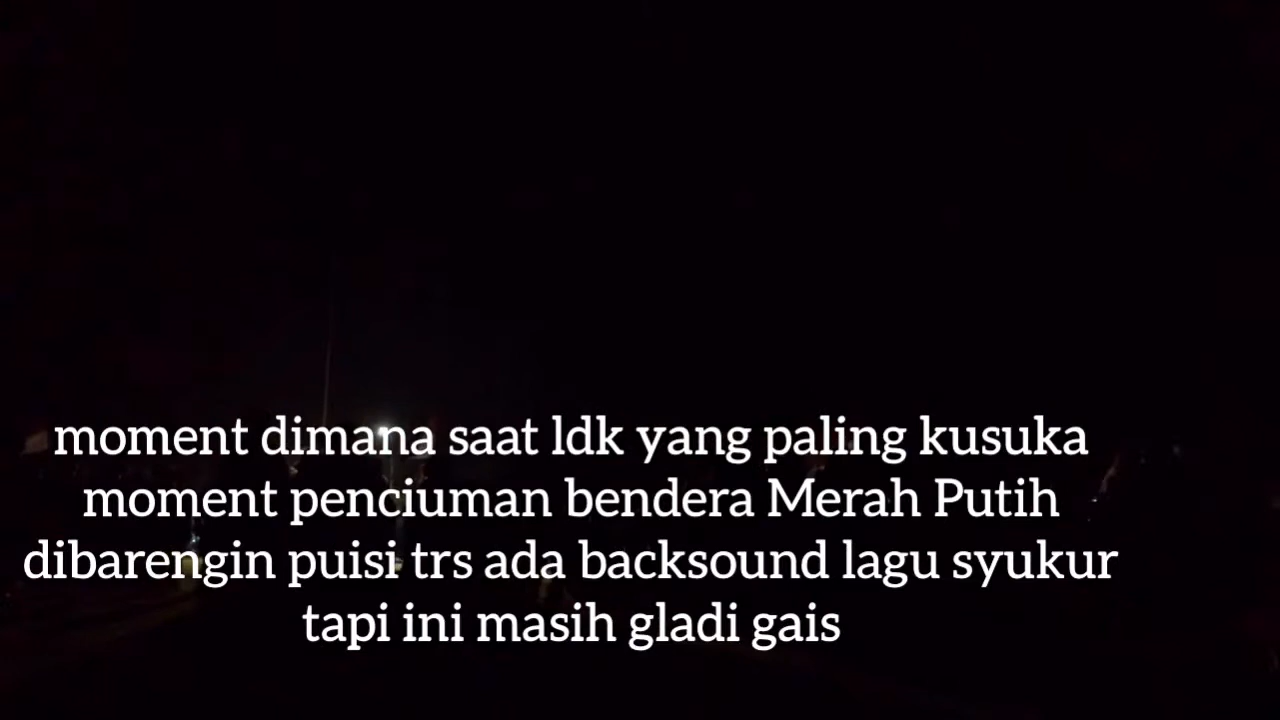 moment dimana saat ldk yang paling kusuka
moment penciuman bendera Merah Putih
dibarengin puisi trs ada backsound lagu syukur
tapi ini masih gladi gais